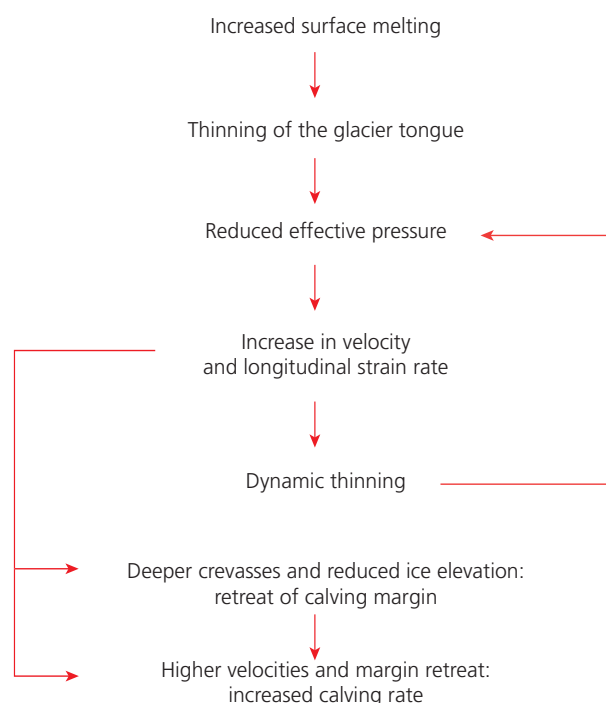 Increased surface melting
Thinning of the glacier tongue
Reduced effective pressure
Increase in velocity
and longitudinal strain rate
Dynamic thinning
Deeper crevasses and reduced ice elevation:
retreat of calving margin
Higher velocities and margin retreat:
increased calving rate